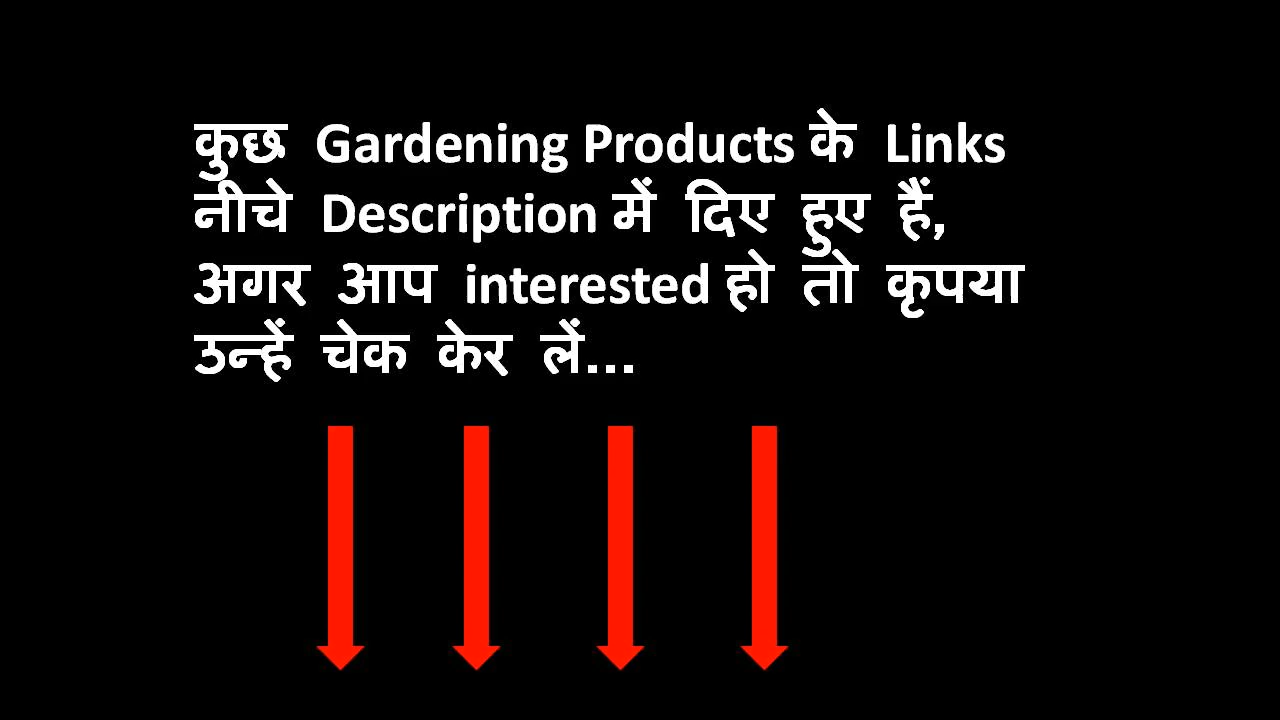 कुछ Gardening Products के Links
नीचे Description में दिए हुए हैं,
अगर आप interested हो तो कृपया
उन्हें चेक केर लें...